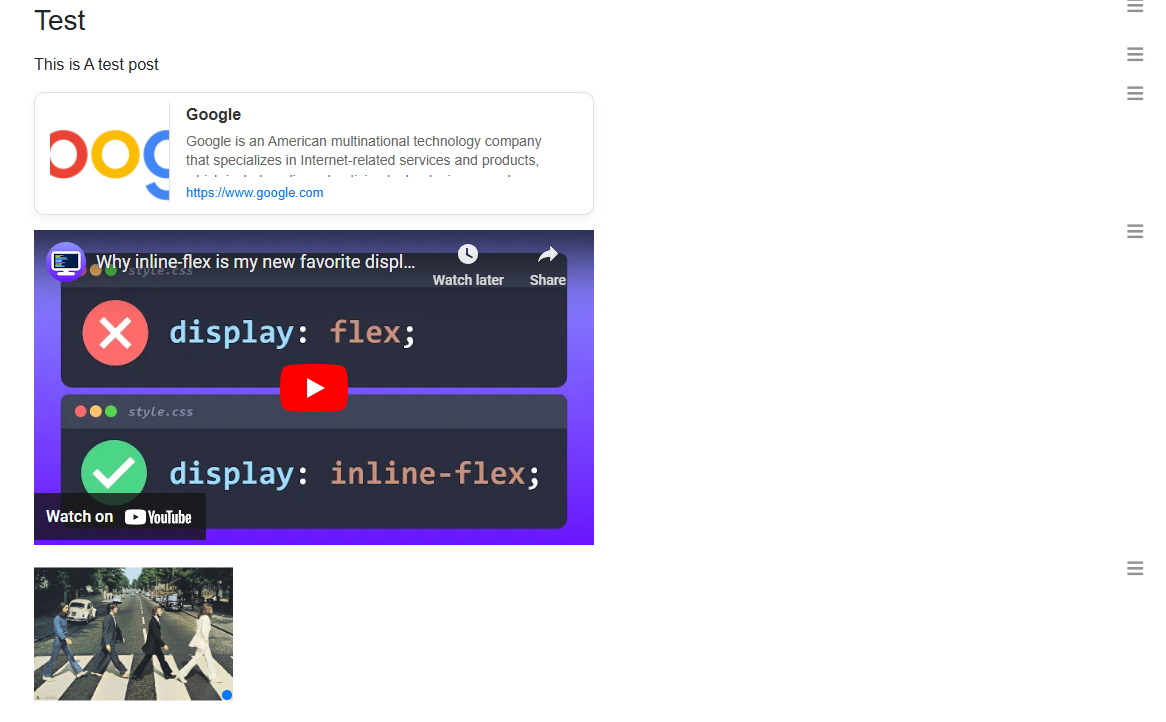 Test
This is A test post
Google
Google is an American multinational technology company
that specializes in Internet-related services and products,
https://www.google.com
Why inline-flex is my new favorite displ...
Watch later
Share
style.css
display: flex;
style.css
display: inline-flex;
Watch on YouTube